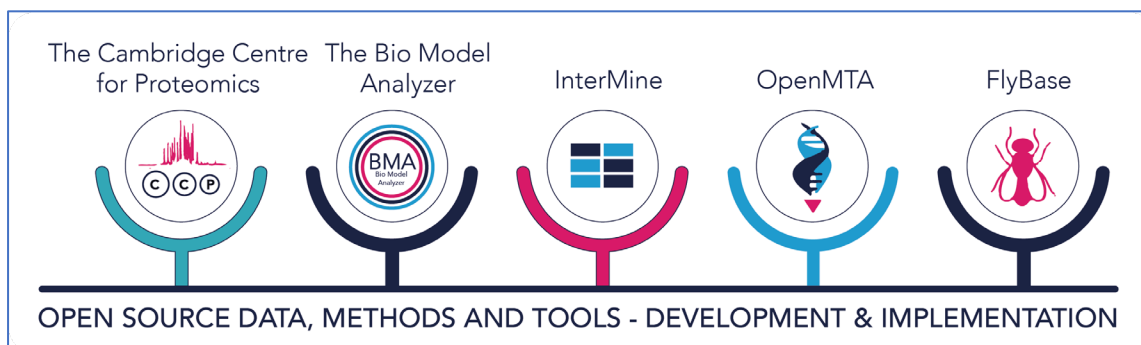 The Cambridge Centre
for Proteomics
The Bio Model
Analyzer
InterMine
OpenMTA
FlyBase
C C P
BMA
Bio Model
Analyzer
OPEN SOURCE DATA, METHODS AND TOOLS - DEVELOPMENT & IMPLEMENTATION